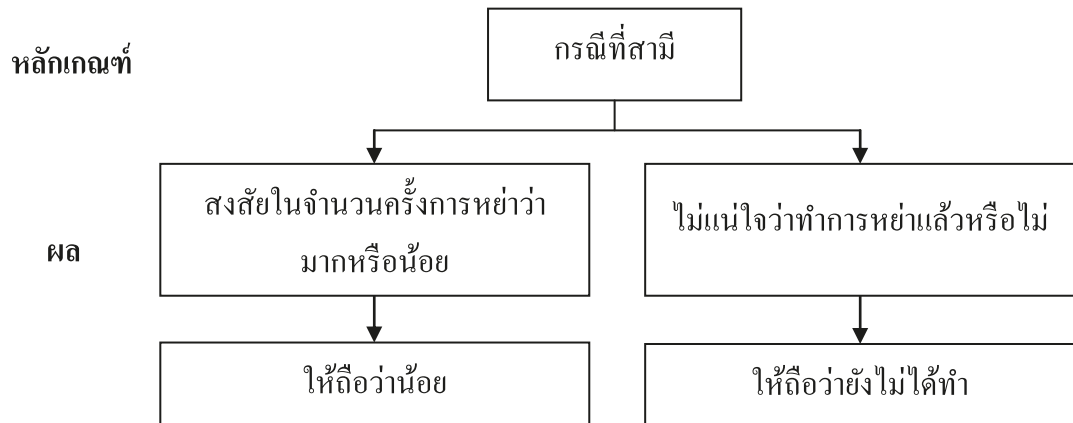 หลักเกณฑ์
กรณีที่สามี
สงสัยในจำนวนครั้งการหย่าว่า
มากหรือน้อย
ไม่แน่ใจว่าทำการหย่าแล้วหรือไม่
ผล
ให้ถือว่าน้อย
ให้ถือว่ายังไม่ได้ทำ